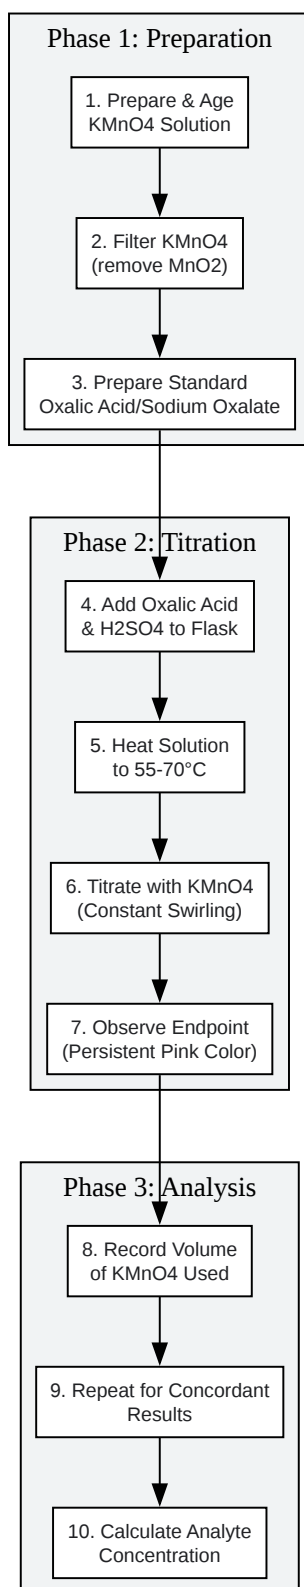 Phase 1: Preparation
1. Prepare & Age
KMnO4 Solution
2. Filter KMnO4
(remove MnO2)
3. Prepare Standard
Oxalic Acid/Sodium Oxalate
Phase 2: Titration
4. Add Oxalic Acid
& H2SO4 to Flask
5. Heat Solution
to 55-70°C
6. Titrate with KMnO4
(Constant Swirling)
7. Observe Endpoint
(Persistent Pink Color)
Phase 3: Analysis
8. Record Volume
of KMnO4 Used
9. Repeat for Concordant
Results
10. Calculate Analyte
Concentration